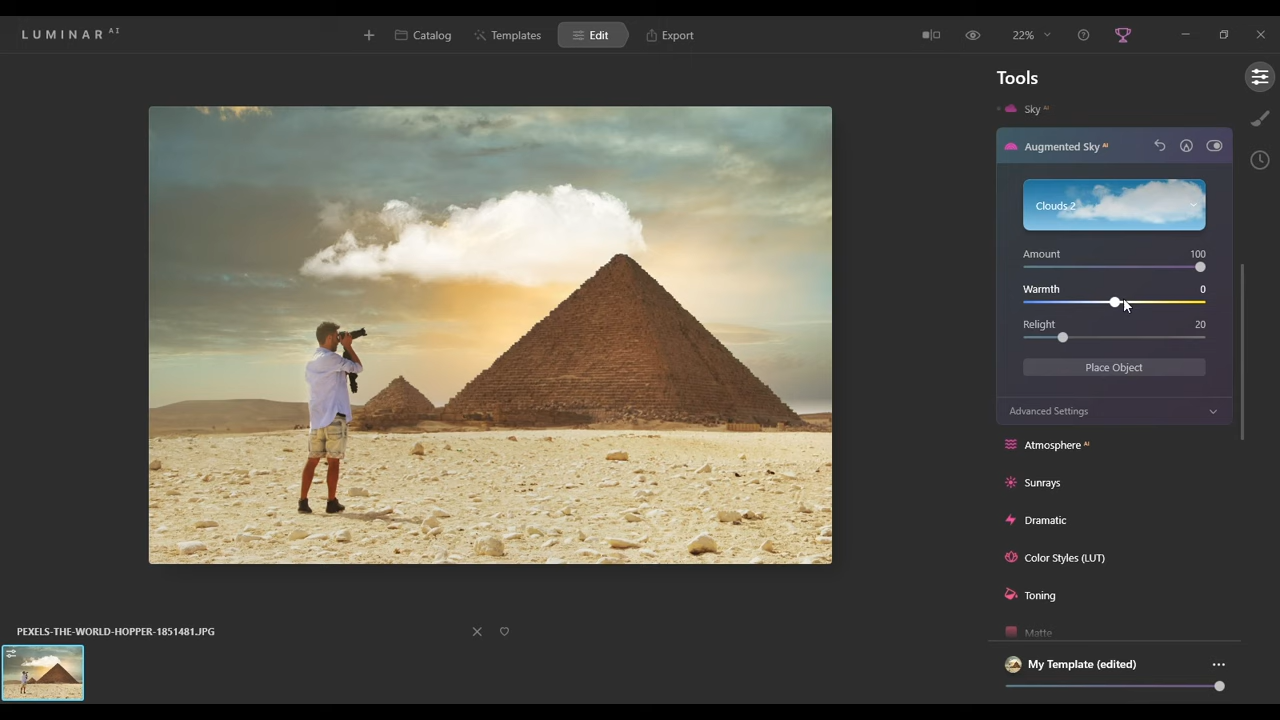 LUMINAR AI
Catalog
Templates
Edit
Export
22%
Tools
Sky AI
Augmented Sky AI
Clouds 2
Amount 100
Warmth 0
Relight 20
Place Object
Advanced Settings
Atmosphere AI
Sunrays
Dramatic
Color Styles (LUT)
Toning
Matte
PEXELS-THE-WORLD-HOPPER-1851481.JPG
My Template (edited)